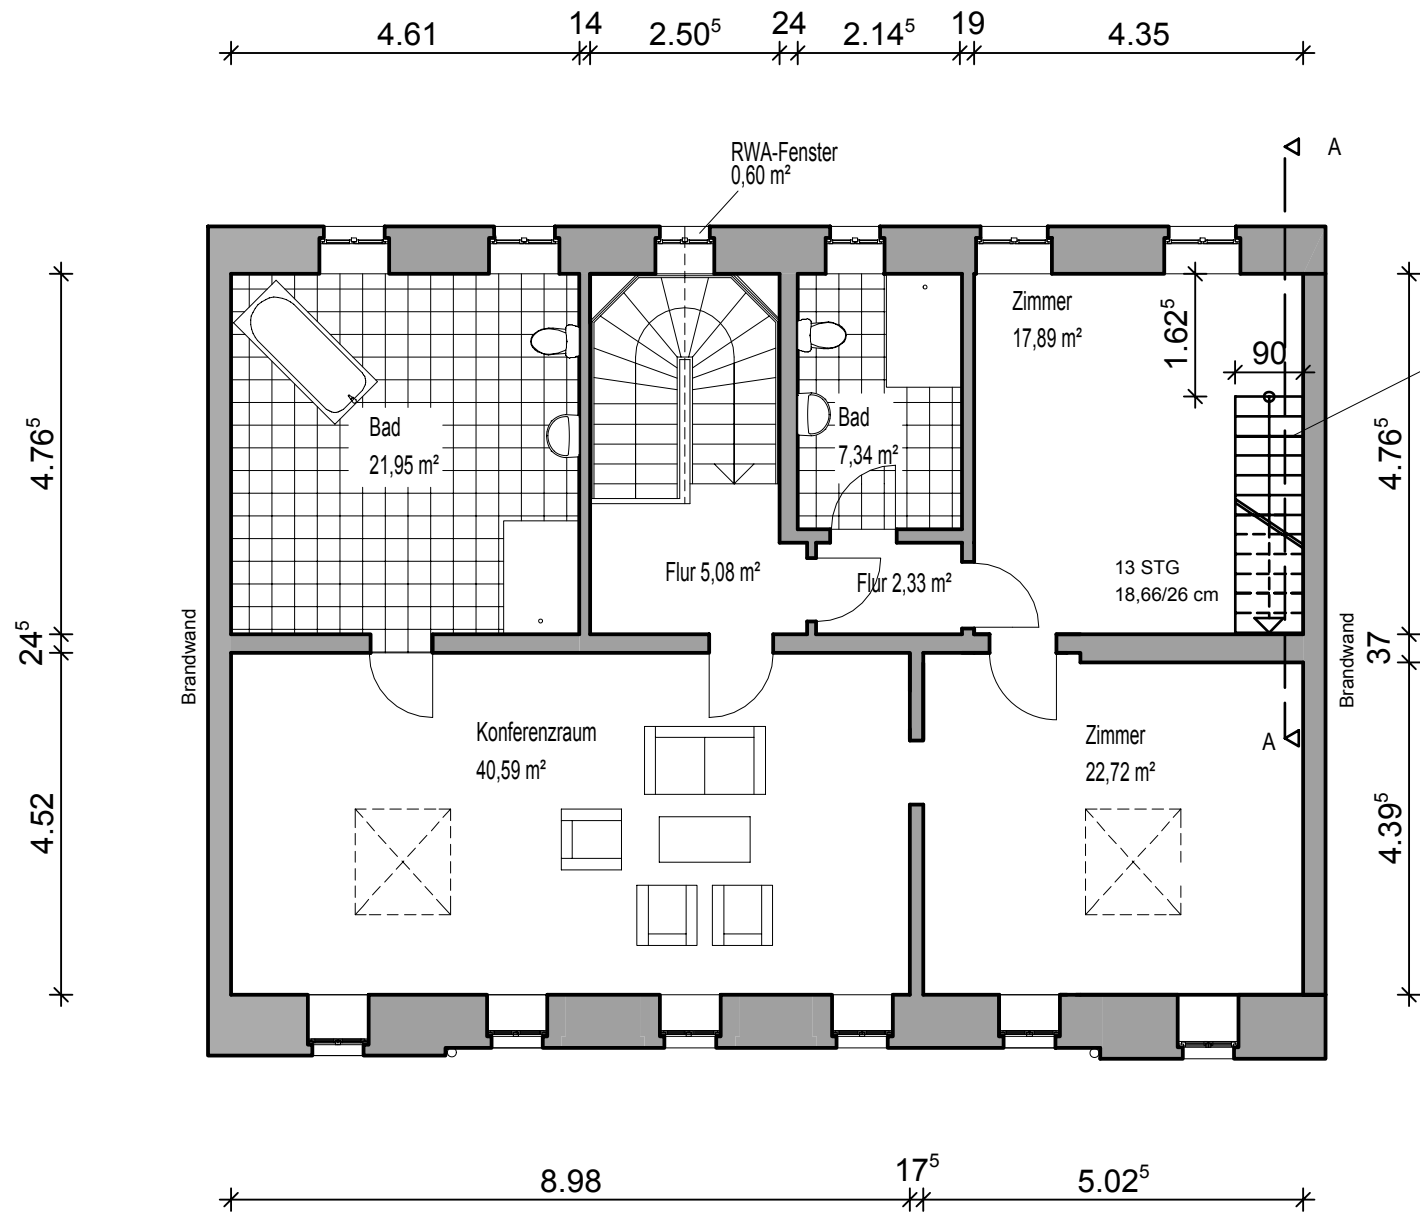 4.61 14 2.50⁵ 24 2.14⁵ 19 4.35
RWA-Fenster
0,60 m²
A
Zimmer
17,89 m²
1.62⁵
90
Bad
21,95 m²
Bad
7,34 m²
4.76⁵
4.76⁵
Flur 5,08 m²
Flur 2,33 m²
13 STG
18,66/26 cm
24⁵
Brandwand
37
Brandwand
Konferenzraum
40,59 m²
Zimmer
22,72 m²
A
4.52
4.39⁵
8.98 17⁵ 5.02⁵